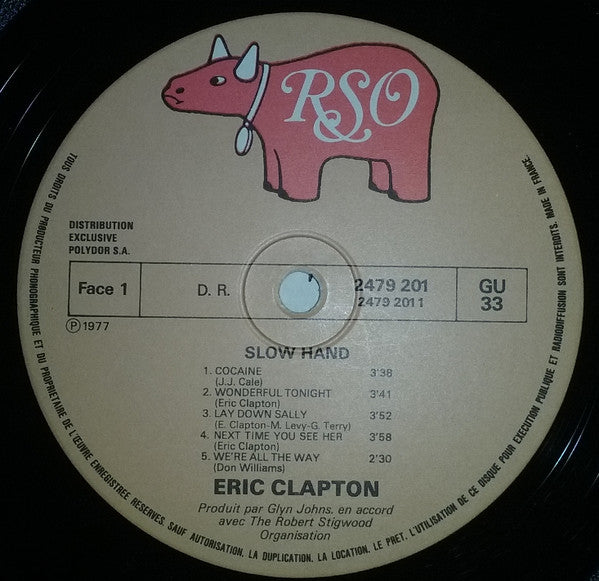 RSO
DISTRIBUTION
EXCLUSIVE
POLYDOR S.A.
Face 1
D. R.
2479 201
2479 201 1
GU
33
Ⓟ 1977
SLOW HAND
1. COCAINE 3'38
(J.J. Cale)
2. WONDERFUL TONIGHT 3'41
(Eric Clapton)
3. LAY DOWN SALLY 3'52
(E. Clapton-M. Levy-G. Terry)
4. NEXT TIME YOU SEE HER 3'58
(Eric Clapton)
5. WE'RE ALL THE WAY 2'30
(Don Williams)
ERIC CLAPTON
Produit par Glyn Johns. en accord
avec The Robert Stigwood
Organisation
TOUS DROITS DU PRODUCTEUR PHONOGRAPHIQUE ET DU PROPRIETAIRE DE L'ŒUVRE ENREGISTREE RESERVES. SAUF AUTORISATION, LA DUPLICATION, LA LOCATION, LE PRET, L'UTILISATION DE CE DISQUE POUR EXECUTION PUBLIQUE ET RADIODIFFUSION SONT INTERDITS. MADE IN FRANCE.